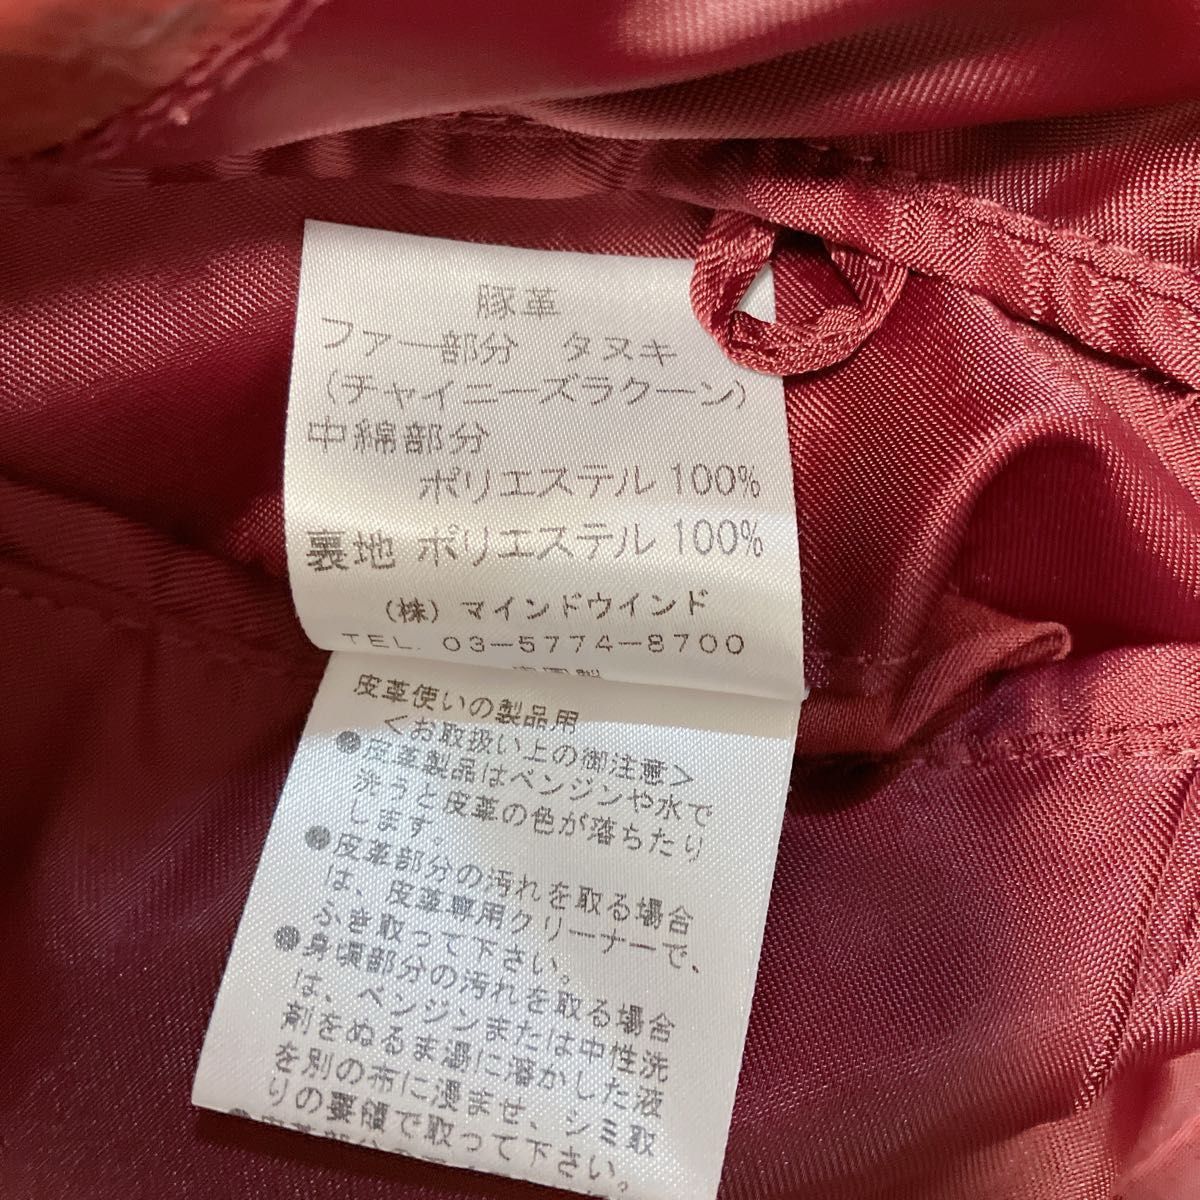 豚革
ファー部分　タヌキ
（チャイニーズラクーン）
中綿部分
ポリエステル 100%
裏地 ポリエステル 100%
（株）マインドウインド
TEL. 03-5774-8700
皮革使いの製品用
＜お取扱い上の御注意＞
●皮革製品はベンジンや水で
洗うと皮革の色が落ちたり
します。
●皮革部分の汚れを取る場合
は、皮革専用クリーナーで、
ふき取って下さい。
●身頃部分の汚れを取る場合
は、ベンジンまたは中性洗
剤をぬるま湯に溶かした液
を別の布に浸ませ、シミ取
りの要領で取って下さい。